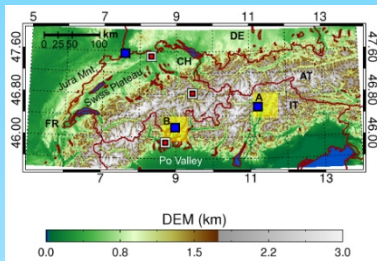 5 7 9 11 13
47.60 47.60
0 25 50 100
km
DE
Jura Mnt.
CH
Swiss Plateau
46.80 46.80
AT
A
IT
B
FR
46.00 46.00
Po Valley
7 9 11 13
DEM (km)
0.0 0.8 1.5 2.2 3.0